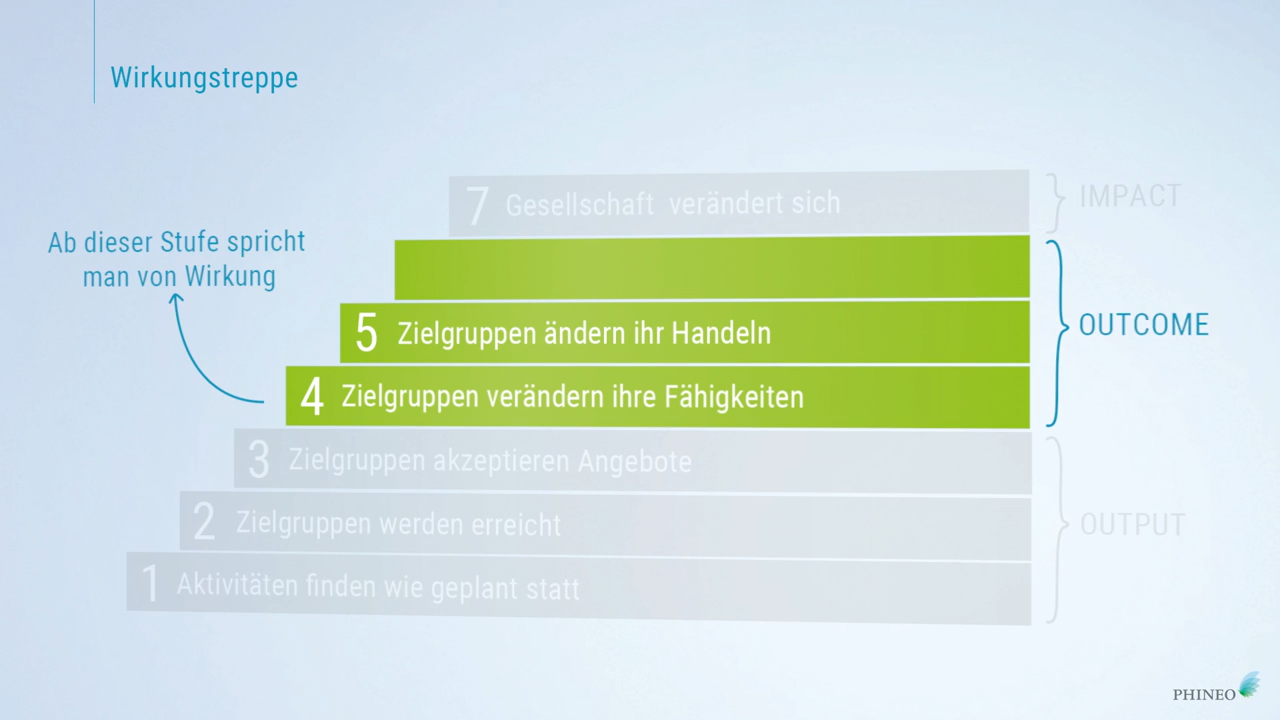 Wirkungstreppe
7 Gesellschaft verändert sich
IMPACT
Ab dieser Stufe spricht
man von Wirkung
5 Zielgruppen ändern ihr Handeln
OUTCOME
4 Zielgruppen verändern ihre Fähigkeiten
3 Zielgruppen akzeptieren Angebote
2 Zielgruppen werden erreicht
OUTPUT
1 Aktivitäten finden wie geplant statt
PHINEO